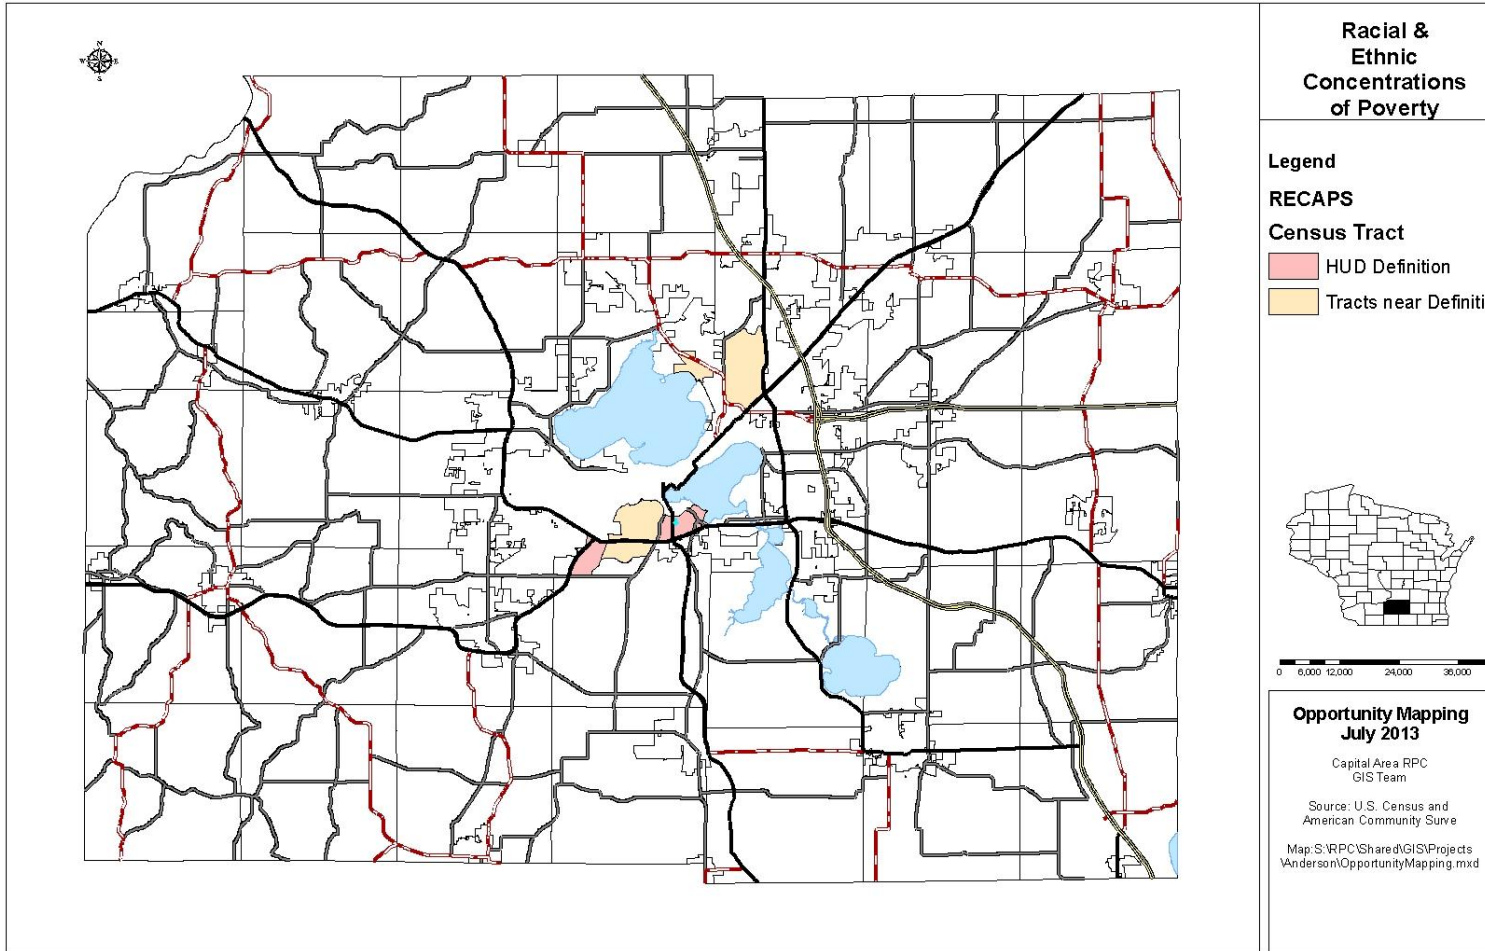 N
W E
S
Racial &
Ethnic
Concentrations
of Poverty
Legend
RECAPS
Census Tract
HUD Definition
Tracts near Definiti
0 6,000 12,000 24,000 36,000
Opportunity Mapping
July 2013
Capital Area RPC
GIS Team
Source: U.S. Census and
American Community Surve
Map:S:\RPC\Shared\GIS\Projects
\Anderson\OpportunityMapping.mxd